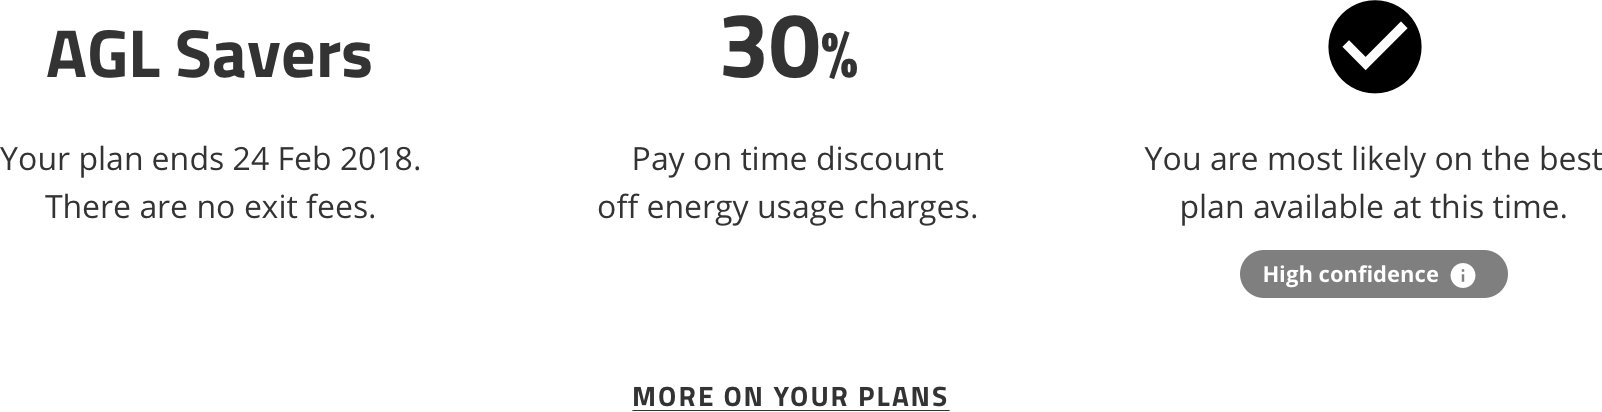 AGL Savers
Your plan ends 24 Feb 2018.
There are no exit fees.
30%
Pay on time discount
off energy usage charges.
You are most likely on the best
plan available at this time.
High confidence
MORE ON YOUR PLANS